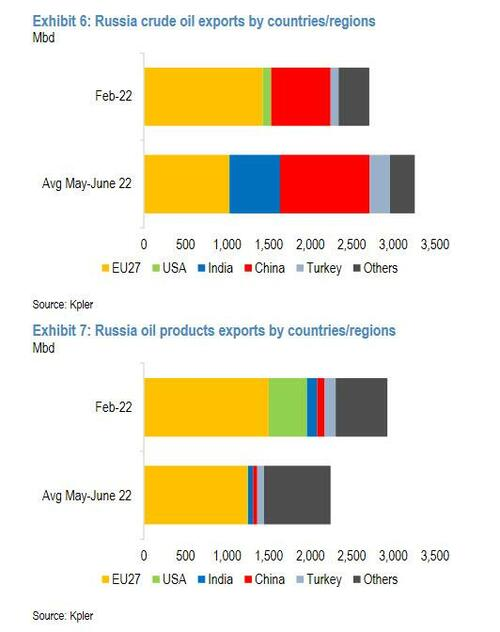 Exhibit 6: Russia crude oil exports by countries/regions
Mbd
Feb-22
Avg May-June 22
0 500 1,000 1,500 2,000 2,500 3,000 3,500
EU27 USA India China Turkey Others
Source: Kpler
Exhibit 7: Russia oil products exports by countries/regions
Mbd
Feb-22
Avg May-June 22
0 500 1,000 1,500 2,000 2,500 3,000 3,500
EU27 USA India China Turkey Others
Source: Kpler